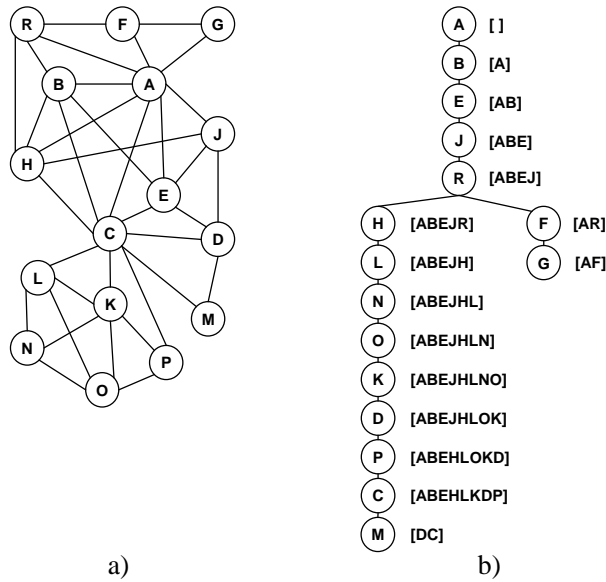 R F G
B A
J
H
E
C D
L
K
M
N
P
O
a)
A [ ]
B [A]
E [AB]
J [ABE]
R [ABEJ]
H [ABEJR] F [AR]
L [ABEJH] G [AF]
N [ABEJHL]
O [ABEJHLN]
K [ABEJHLNO]
D [ABEJHLOK]
P [ABEHLOKD]
C [ABEHLKDP]
M [DC]
b)